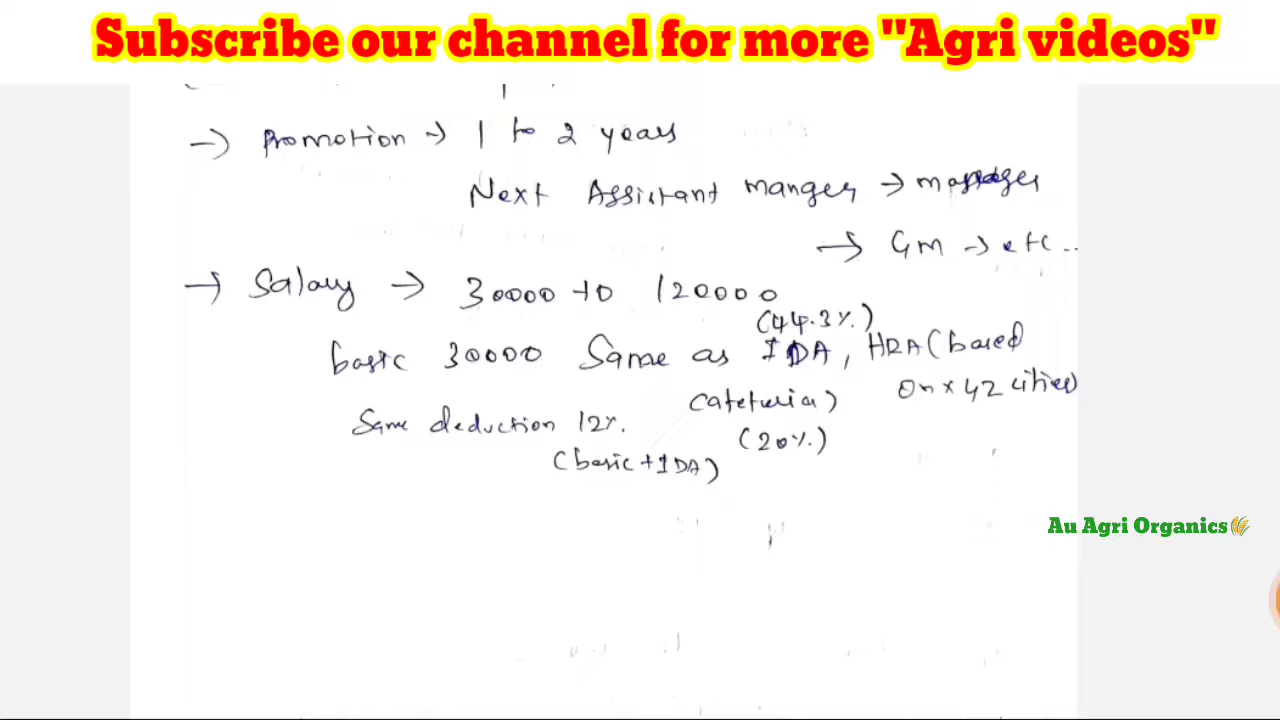 Subscribe our channel for more "Agri videos"
→ Promotion → 1 to 2 years
Next Assistant manger → manager
→ GM → etc..
→ Salary → 30000 to 120000
(44.3%)
basic 30000 Same as IDA, HRA (based
Cafeteria) on x 42 cities)
Same deduction 12%. (20%)
(basic + IDA)
Au Agri Organics